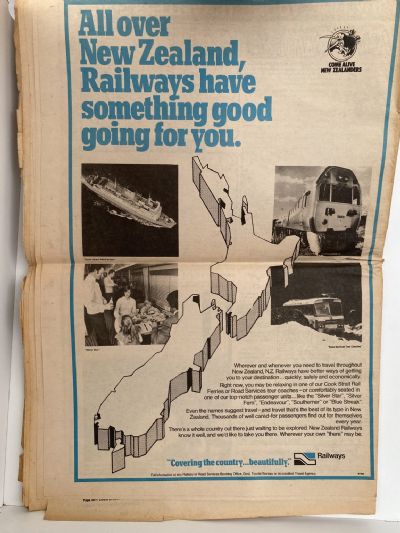 All over
New Zealand,
Railways have
something good
going for you.
COME ALIVE
NEW ZEALANDERS
Wherever and whenever you need to travel throughout
New Zealand, N.Z. Railways have better ways of getting
you to your destination... quickly, safely and economically.
Right now, you may be relaxing in one of our Cook Strait Rail
Ferries or Road Services tour coaches – or comfortably seated in
one of our top notch passenger units... like the "Silver Star", "Silver
Fern", "Endeavour", "Southerner" or "Blue Streak".
Even the names suggest travel – and travel that's the best of its type in New
Zealand. Thousands of well cared-for passengers find out for themselves
every year.
There's a whole country out there just waiting to be explored. New Zealand Railways
know it well, and we'd like to take you there. Wherever your own "there" may be.
"Covering the country...beautifully."
Railways